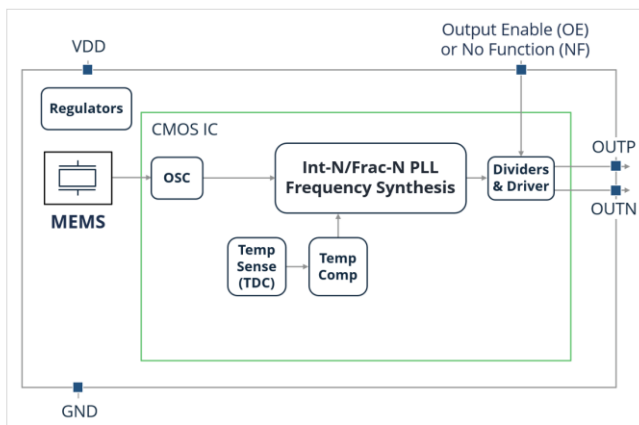 VDD
Output Enable (OE)
or No Function (NF)
Regulators
CMOS IC
MEMS
OSC
Int-N/Frac-N PLL
Frequency Synthesis
Dividers
& Driver
OUTP
OUTN
Temp
Sense
(TDC)
Temp
Comp
GND